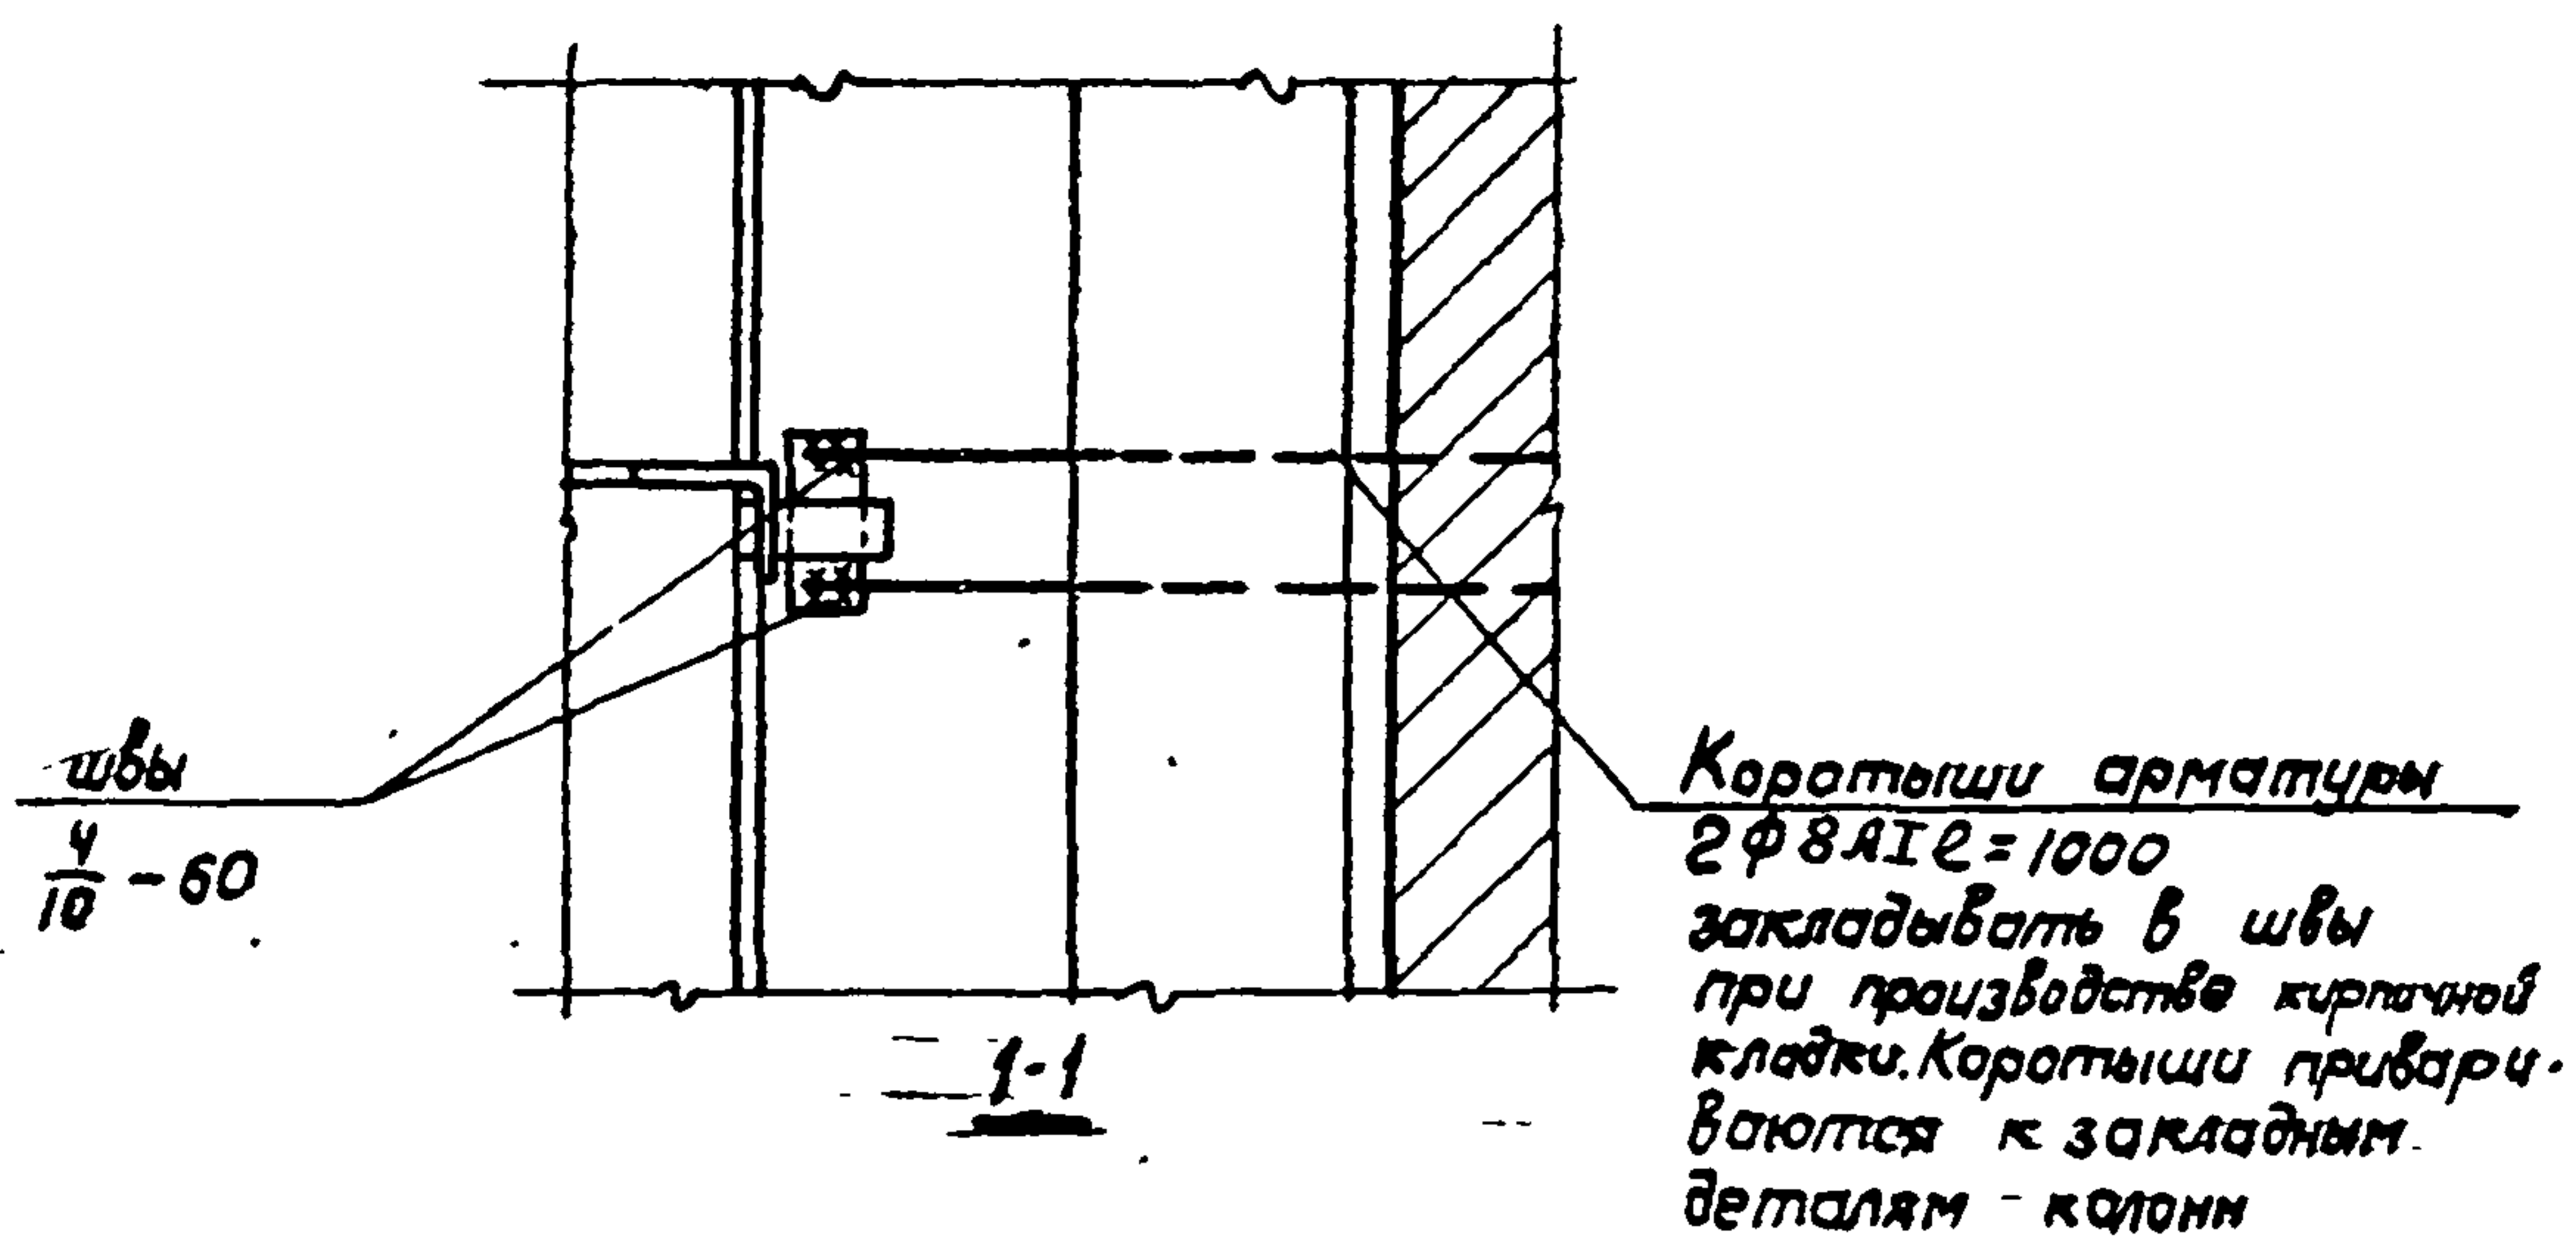 швы
4/10 - 60
1-1
Коротыши арматуры
2Ф8АIℓ=1000
закладывать в швы
при производстве кирпичной
кладки. Коротыши привари-
ваются к закладным
деталям - колонн